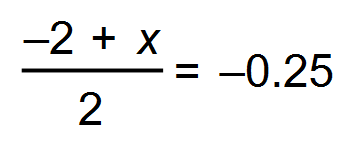 –2 + x
2
= –0.25